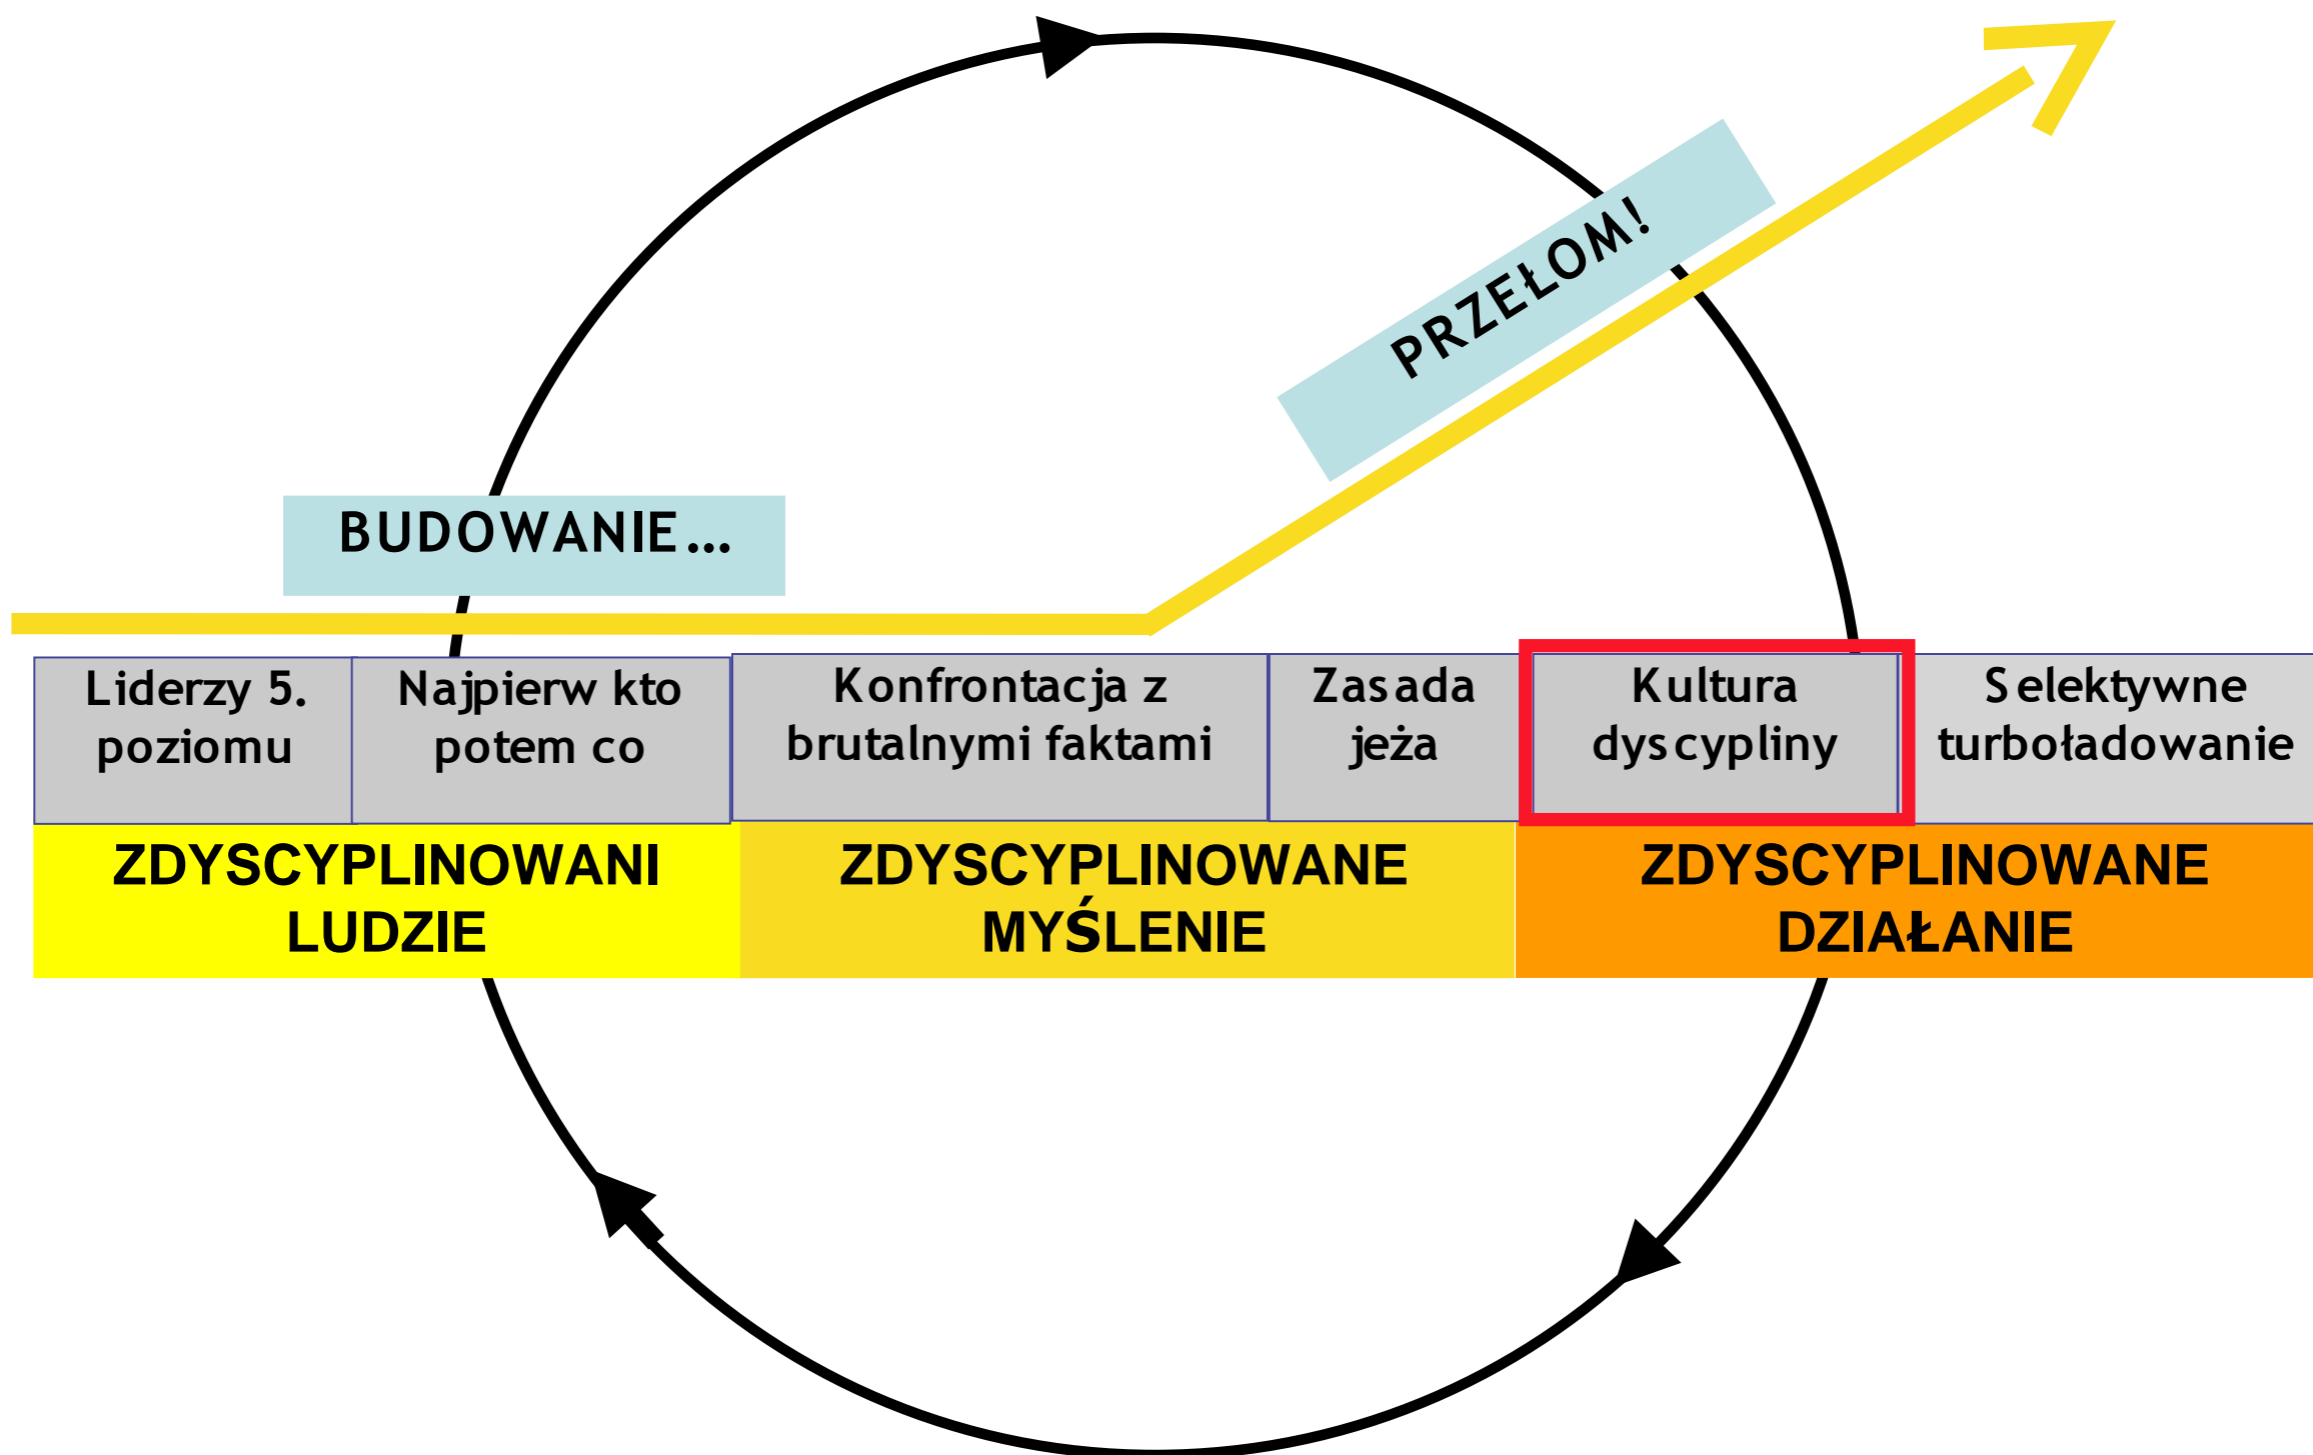 PRZEŁOM!
BUDOWANIE...
Liderzy 5.
poziomu
Najpierw kto
potem co
Konfrontacja z
brutalnymi faktami
Zasada
jeża
Kultura
dyscypliny
Selektywne
turboładowanie
ZDYSCYPLINOWANI
LUDZIE
ZDYSCYPLINOWANE
MYŚLENIE
ZDYSCYPLINOWANE
DZIAŁANIE